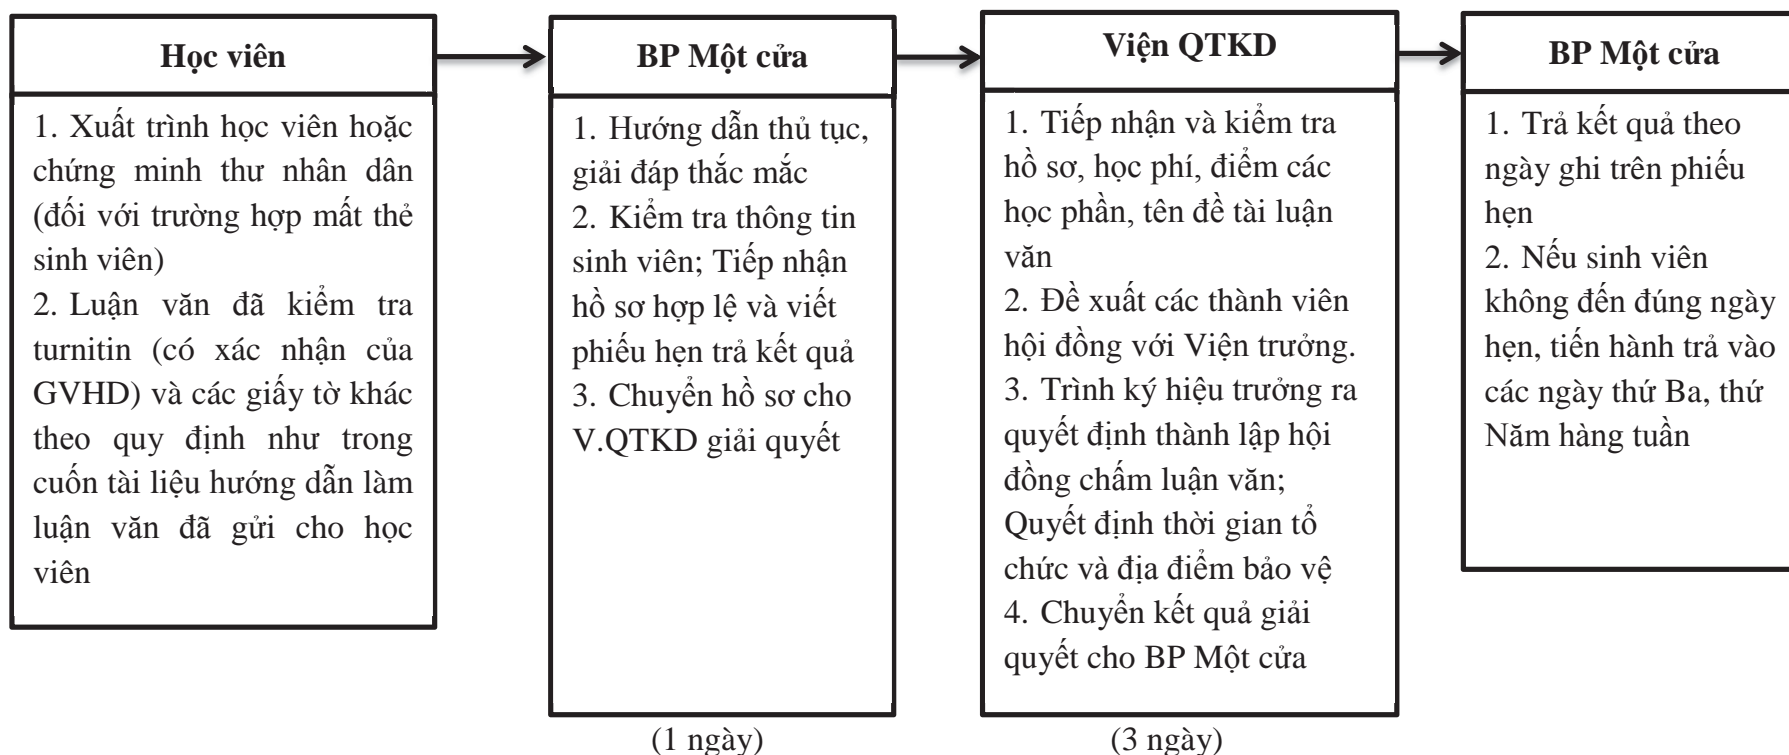 Học viên
1. Xuất trình học viên hoặc
chứng minh thư nhân dân
(đối với trường hợp mất thẻ
sinh viên)
2. Luận văn đã kiểm tra
turnitin (có xác nhận của
GVHD) và các giấy tờ khác
theo quy định như trong
cuốn tài liệu hướng dẫn làm
luận văn đã gửi cho học
viên
BP Một cửa
1. Hướng dẫn thủ tục,
giải đáp thắc mắc
2. Kiểm tra thông tin
sinh viên; Tiếp nhận
hồ sơ hợp lệ và viết
phiếu hẹn trả kết quả
3. Chuyển hồ sơ cho
V.QTKD giải quyết
(1 ngày)
Viện QTKD
1. Tiếp nhận và kiểm tra
hồ sơ, học phí, điểm các
học phần, tên đề tài luận
văn
2. Đề xuất các thành viên
hội đồng với Viện trưởng.
3. Trình ký hiệu trưởng ra
quyết định thành lập hội
đồng chấm luận văn;
Quyết định thời gian tổ
chức và địa điểm bảo vệ
4. Chuyển kết quả giải
quyết cho BP Một cửa
(3 ngày)
BP Một cửa
1. Trả kết quả theo
ngày ghi trên phiếu
hẹn
2. Nếu sinh viên
không đến đúng ngày
hẹn, tiến hành trả vào
các ngày thứ Ba, thứ
Năm hàng tuần